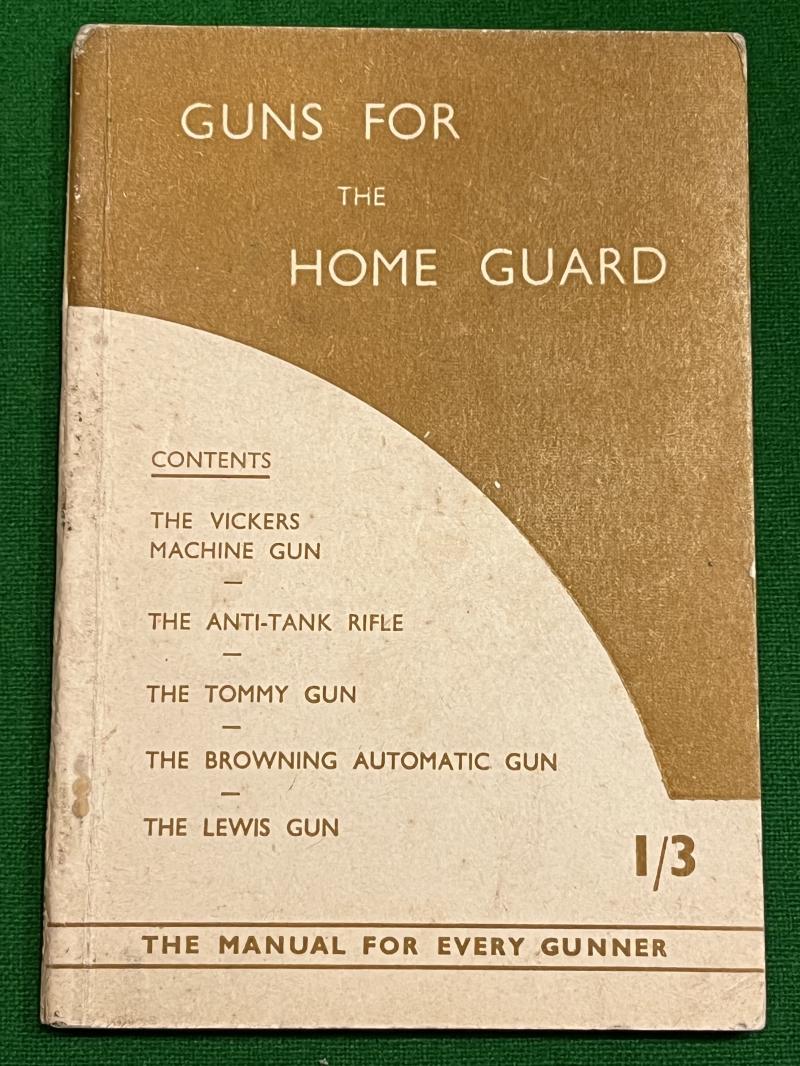 GUNS FOR
THE
HOME GUARD
CONTENTS
THE VICKERS
MACHINE GUN
—
THE ANTI-TANK RIFLE
—
THE TOMMY GUN
—
THE BROWNING AUTOMATIC GUN
—
THE LEWIS GUN
1/3
THE MANUAL FOR EVERY GUNNER